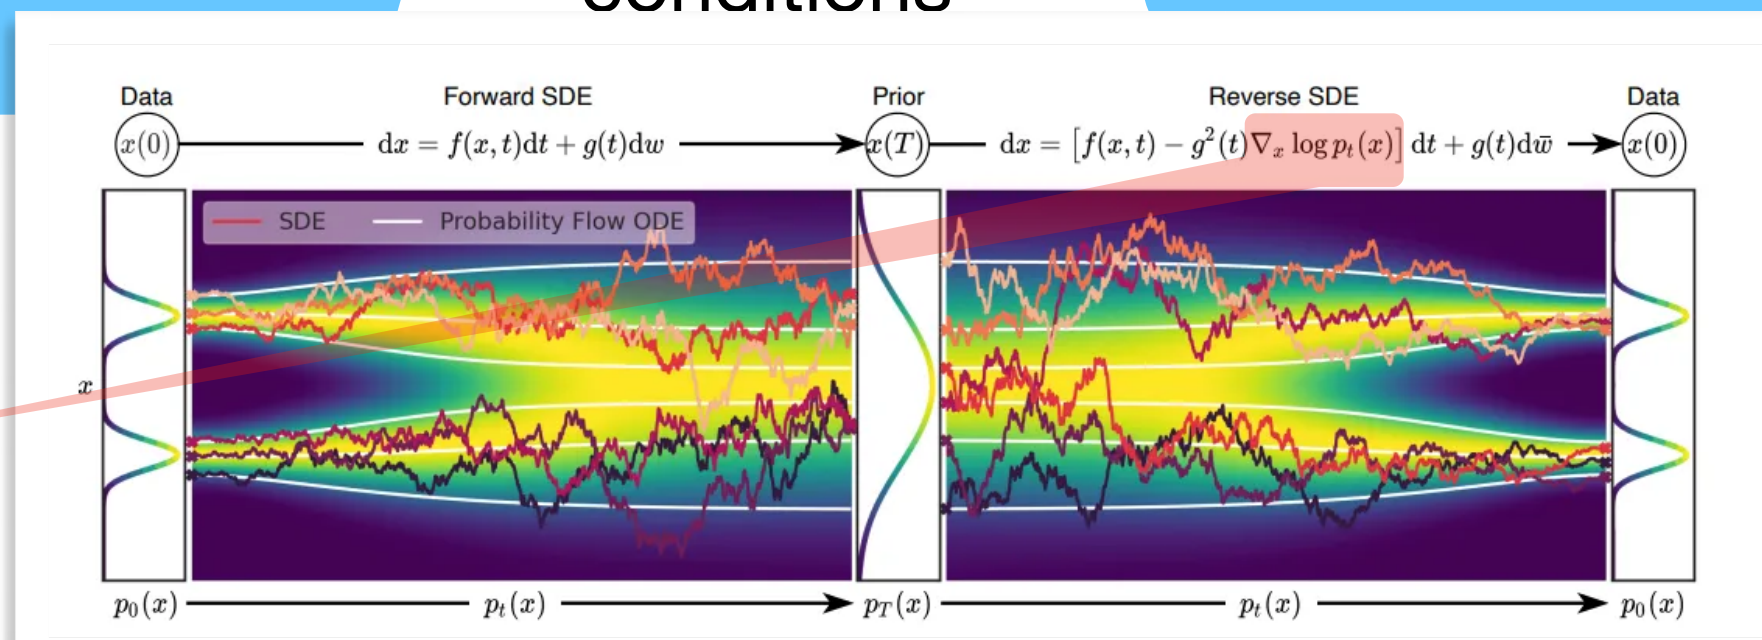 conditions
Data Forward SDE Prior Reverse SDE Data
x(0) dx = f(x, t)dt + g(t)dw x(T) dx = [f(x, t) − g²(t)∇ₓ log pₜ(x)] dt + g(t)dw̄ x(0)
SDE Probability Flow ODE
x
p₀(x) pₜ(x) p_T(x) pₜ(x) p₀(x)